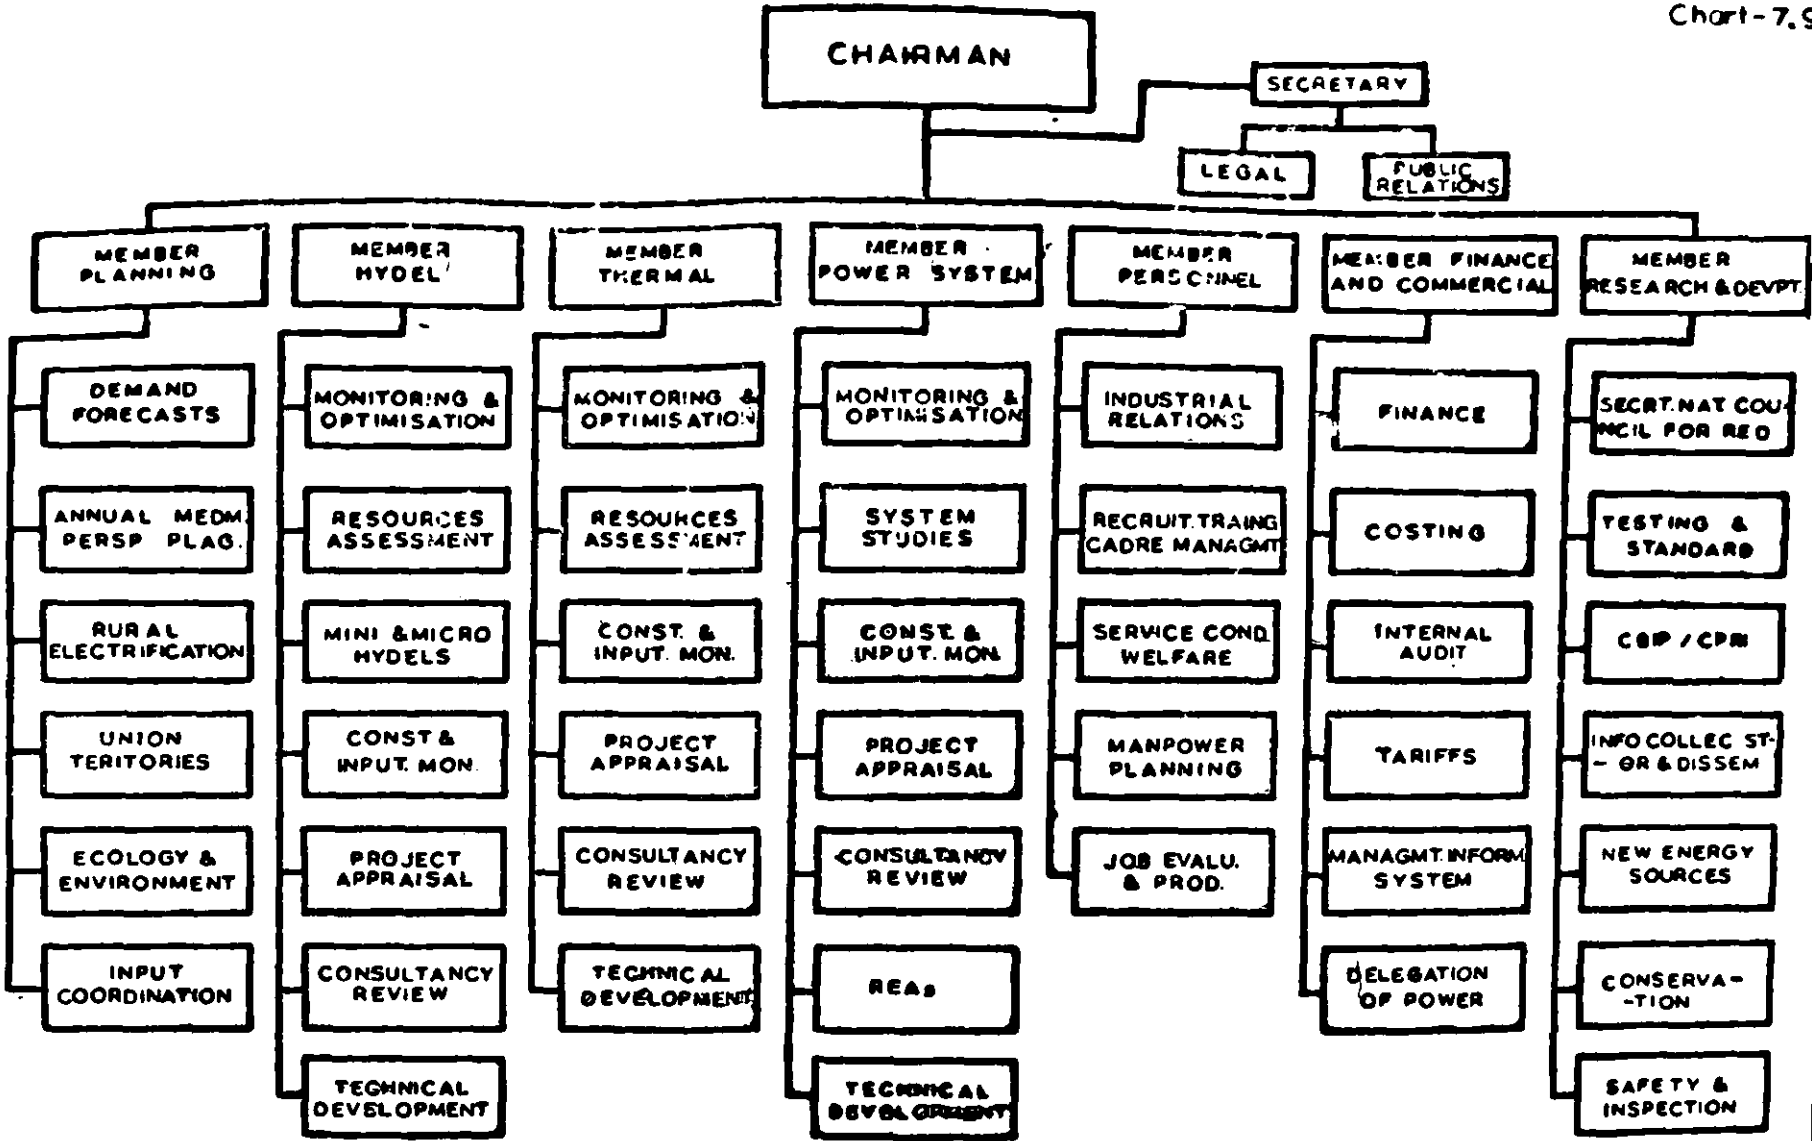 Chart-7.9
CHAIRMAN
SECRETARY
LEGAL
PUBLIC
RELATIONS
MEMBER
PLANNING
MEMBER
HYDEL
MEMBER
THERMAL
MEMBER
POWER SYSTEM
MEMBER
PERSONNEL
MEMBER FINANCE
AND COMMERCIAL
MEMBER
RESEARCH & DEVPT.
DEMAND
FORECASTS
ANNUAL MEDM.
PERSP PLAG.
RURAL
ELECTRIFICATION
UNION
TERITORIES
ECOLOGY &
ENVIRONMENT
INPUT
COORDINATION
MONITORING &
OPTIMISATION
RESOURCES
ASSESSMENT
MINI & MICRO
HYDELS
CONST &
INPUT. MON.
PROJECT
APPRAISAL
CONSULTANCY
REVIEW
TECHNICAL
DEVELOPMENT
MONITORING &
OPTIMISATION
RESOURCES
ASSESSMENT
CONST. &
INPUT. MON.
PROJECT
APPRAISAL
CONSULTANCY
REVIEW
TECHNICAL
DEVELOPMENT
MONITORING &
OPTIMISATION
SYSTEM
STUDIES
CONST. &
INPUT. MON.
PROJECT
APPRAISAL
CONSULTANCY
REVIEW
REAs
TECHNICAL
DEVELOPMENT
INDUSTRIAL
RELATIONS
RECRUIT. TRAING
CADRE MANAGMT
SERVICE COND.
WELFARE
MANPOWER
PLANNING
JOB EVALU.
& PROD.
FINANCE
COSTING
INTERNAL
AUDIT
TARIFFS
MANAGMT. INFORM
SYSTEM
DELEGATION
OF POWER
SECRT. NAT COU-
NCIL FOR RED
TESTING &
STANDARD
CBIP / CPRI
INFO COLLEC ST-
- OR & DISSEM
NEW ENERGY
SOURCES
CONSERVA-
-TION
SAFETY &
INSPECTION